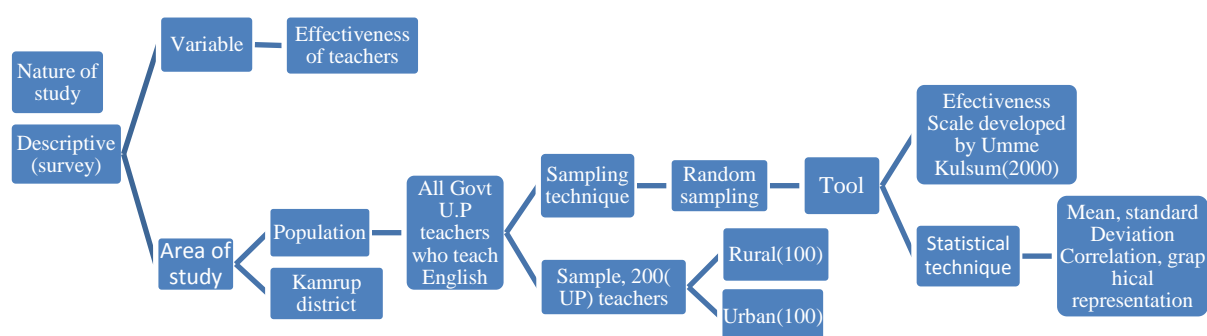 Nature of
study
Descriptive
(survey)
Variable
Effectiveness
of teachers
Area of
study
Population
Kamrup
district
All Govt
U.P
teachers
who teach
English
Sampling
technique
Random
sampling
Sample, 200(
UP) teachers
Rural(100)
Urban(100)
Tool
Efectiveness
Scale developed
by Umme
Kulsum(2000)
Statistical
technique
Mean, standard
Deviation
Correlation, grap
hical
representation